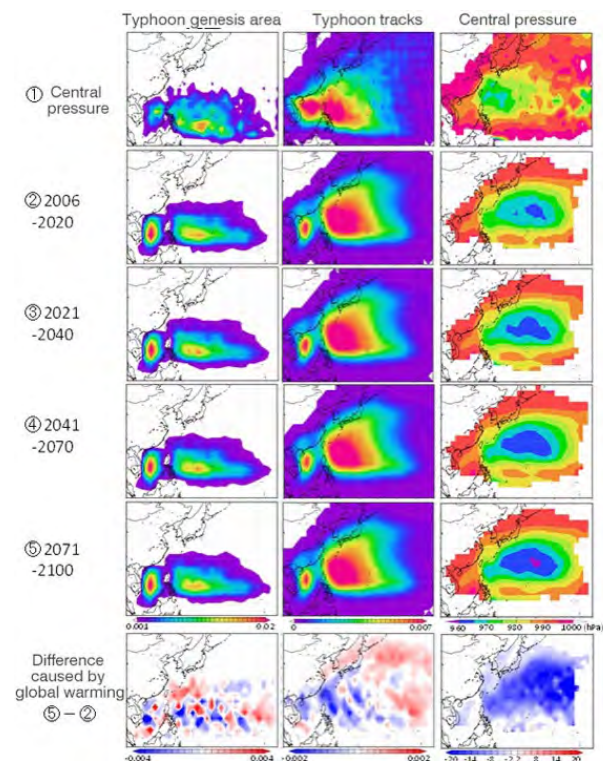 Typhoon genesis area Typhoon tracks Central pressure
① Central
pressure
② 2006
-2020
③ 2021
-2040
④ 2041
-2070
⑤ 2071
-2100
0.001 0.02 0 0.007 960 970 980 990 1000 (hPa)
Difference
caused by
global warming
⑤ − ②
-0.004 0.004 -0.002 0.002 -20 -14 -8 -2.2 8 14 20